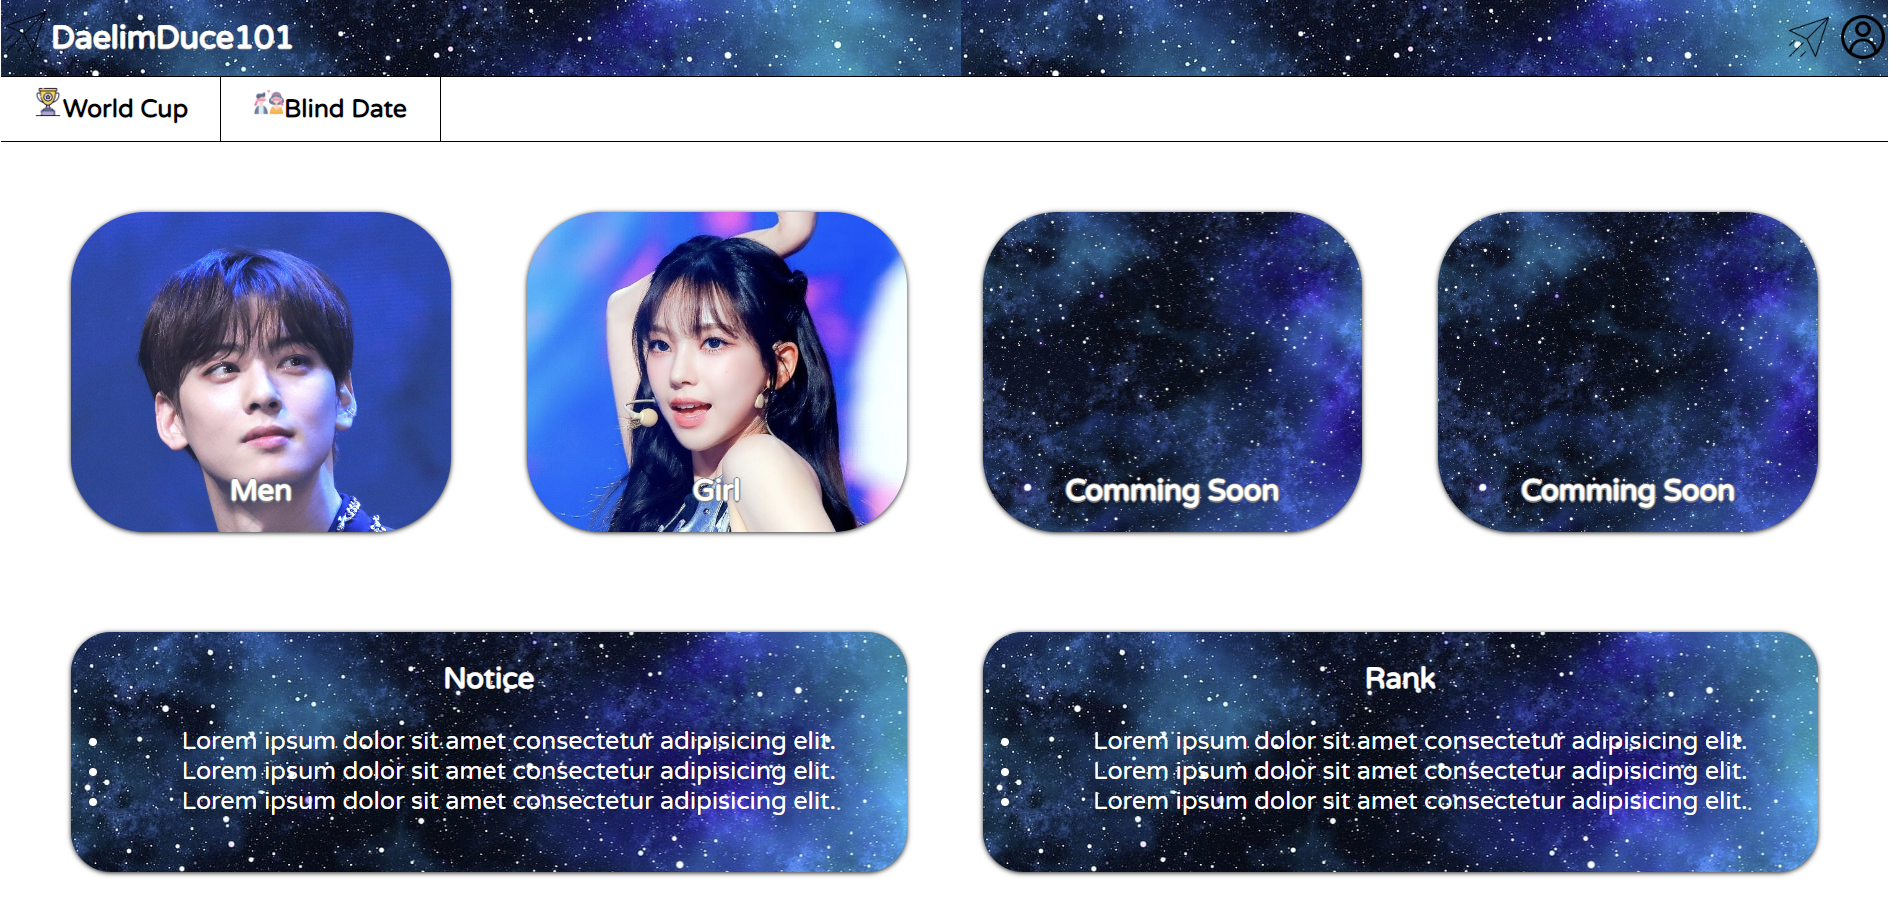 DaelimDuce101
World Cup
Blind Date
Men
Girl
Comming Soon
Comming Soon
Notice
Lorem ipsum dolor sit amet consectetur adipisicing elit.
Lorem ipsum dolor sit amet consectetur adipisicing elit.
Lorem ipsum dolor sit amet consectetur adipisicing elit.
Rank
Lorem ipsum dolor sit amet consectetur adipisicing elit.
Lorem ipsum dolor sit amet consectetur adipisicing elit.
Lorem ipsum dolor sit amet consectetur adipisicing elit.